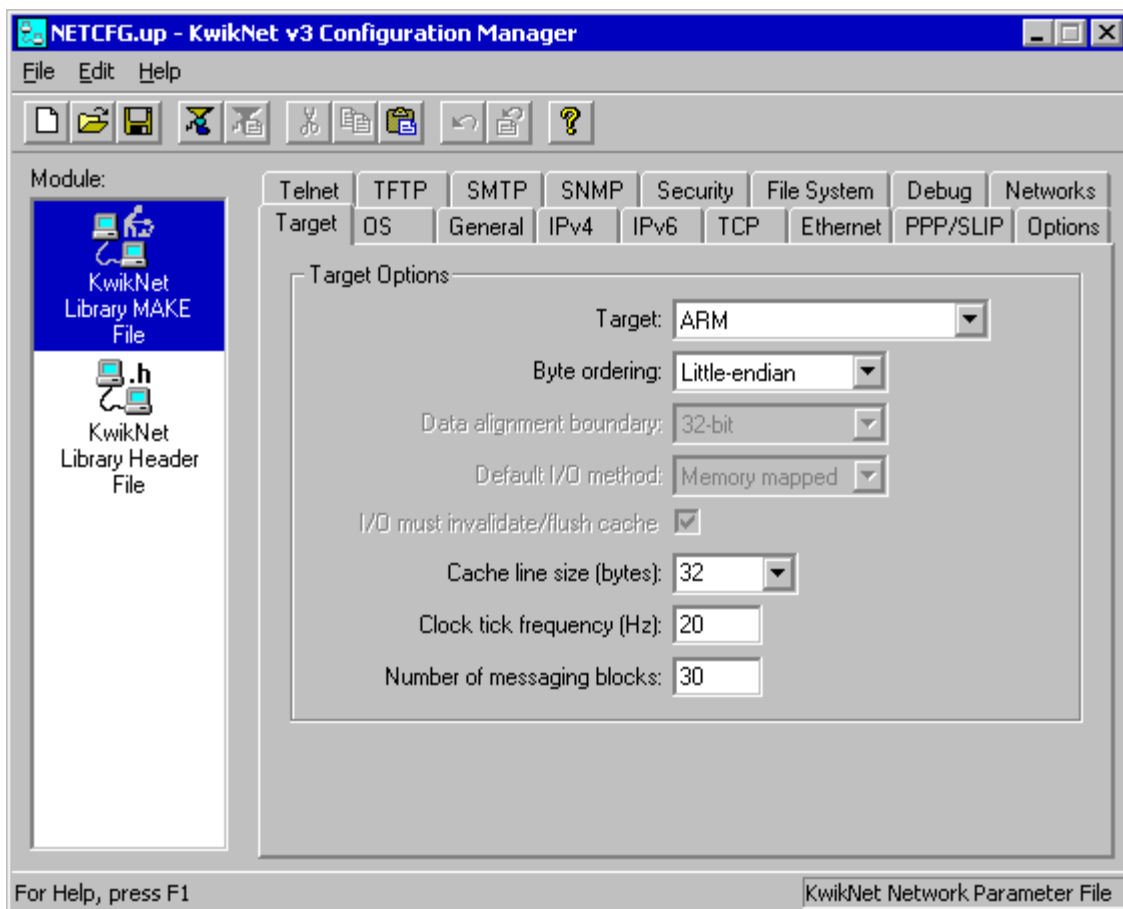 NETCFG.up - KwikNet v3 Configuration Manager
File Edit Help
Module:
KwikNet
Library MAKE
File
.h
KwikNet
Library Header
File
Telnet TFTP SMTP SNMP Security File System Debug Networks
Target OS General IPv4 IPv6 TCP Ethernet PPP/SLIP Options
Target Options
Target: ARM
Byte ordering: Little-endian
Data alignment boundary: 32-bit
Default I/O method: Memory mapped
I/O must invalidate/flush cache
Cache line size (bytes): 32
Clock tick frequency (Hz): 20
Number of messaging blocks: 30
For Help, press F1
KwikNet Network Parameter File